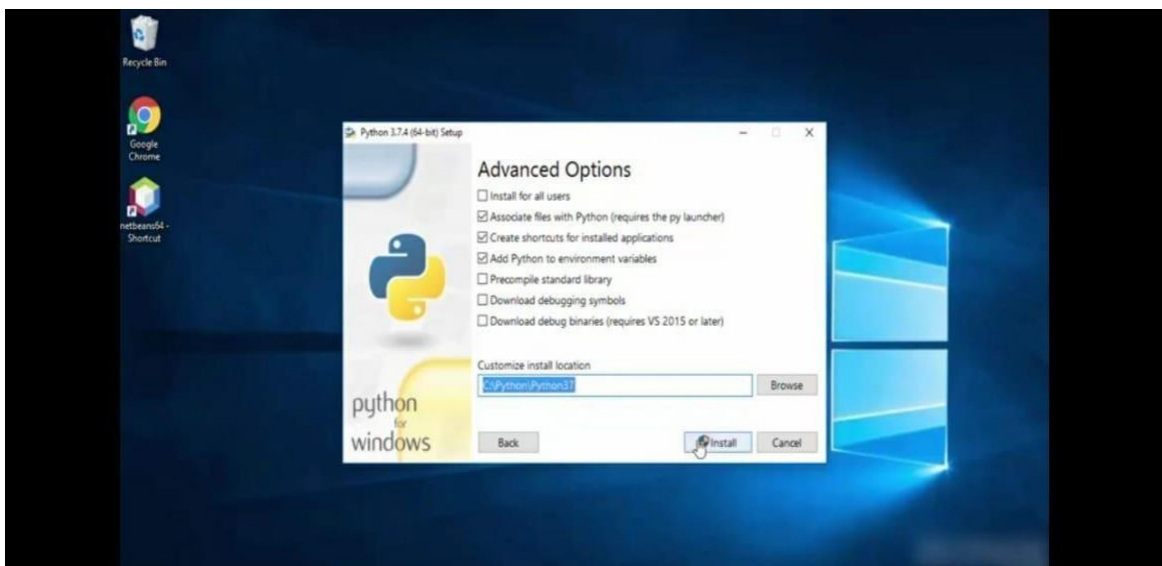 Recycle Bin
Google
Chrome
netbeans64 -
Shortcut
Python 3.7.4 (64-bit) Setup
Advanced Options
Install for all users
Associate files with Python (requires the py launcher)
Create shortcuts for installed applications
Add Python to environment variables
Precompile standard library
Download debugging symbols
Download debug binaries (requires VS 2015 or later)
Customize install location
C:\Python\Python37
Browse
python
for
windows
Back
Install
Cancel